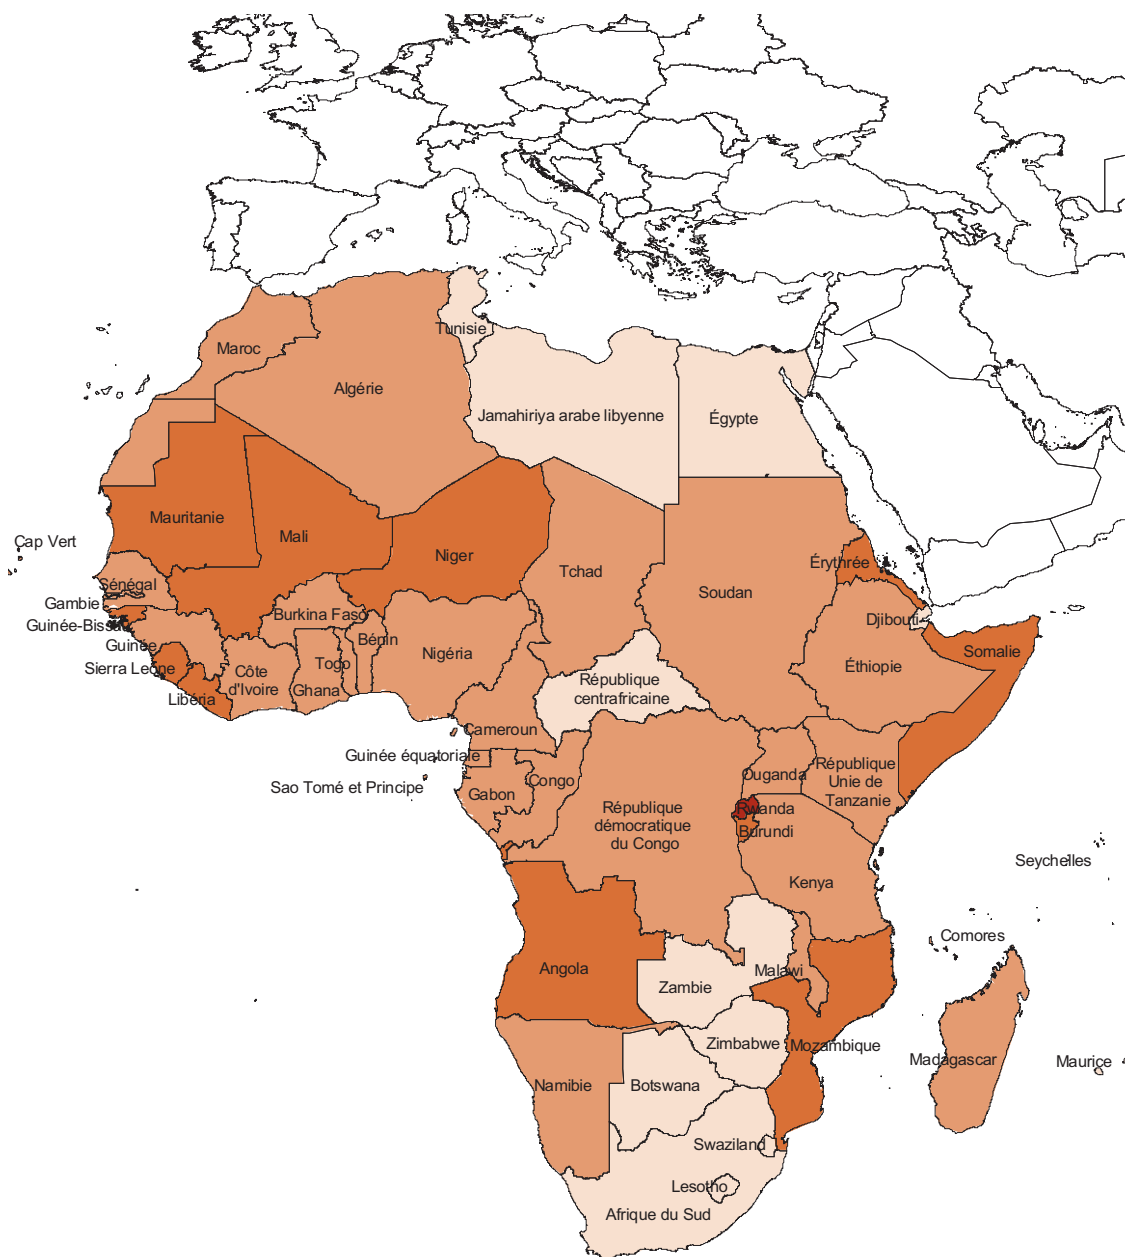 Tunisie
Maroc
Algérie
Jamahiriya arabe libyenne
Égypte
Mauritanie
Mali
Niger
Cap Vert
Tchad
Érythrée
Sénégal
Soudan
Gambie
Burkina Faso
Djibouti
Guinée-Bissau
Bénin
Guinée
Nigéria
Somalie
Sierra Leone
Togo
Éthiopie
Côte
d'Ivoire
Ghana
République
centrafricaine
Libéria
Cameroun
Guinée équatoriale
Ouganda
République
Unie de
Tanzanie
Congo
Sao Tomé et Principe
Gabon
République
démocratique
du Congo
Rwanda
Burundi
Seychelles
Kenya
Comores
Angola
Malawi
Zambie
Zimbabwe
Mozambique
Madagascar
Maurice
Namibie
Botswana
Swaziland
Lesotho
Afrique du Sud